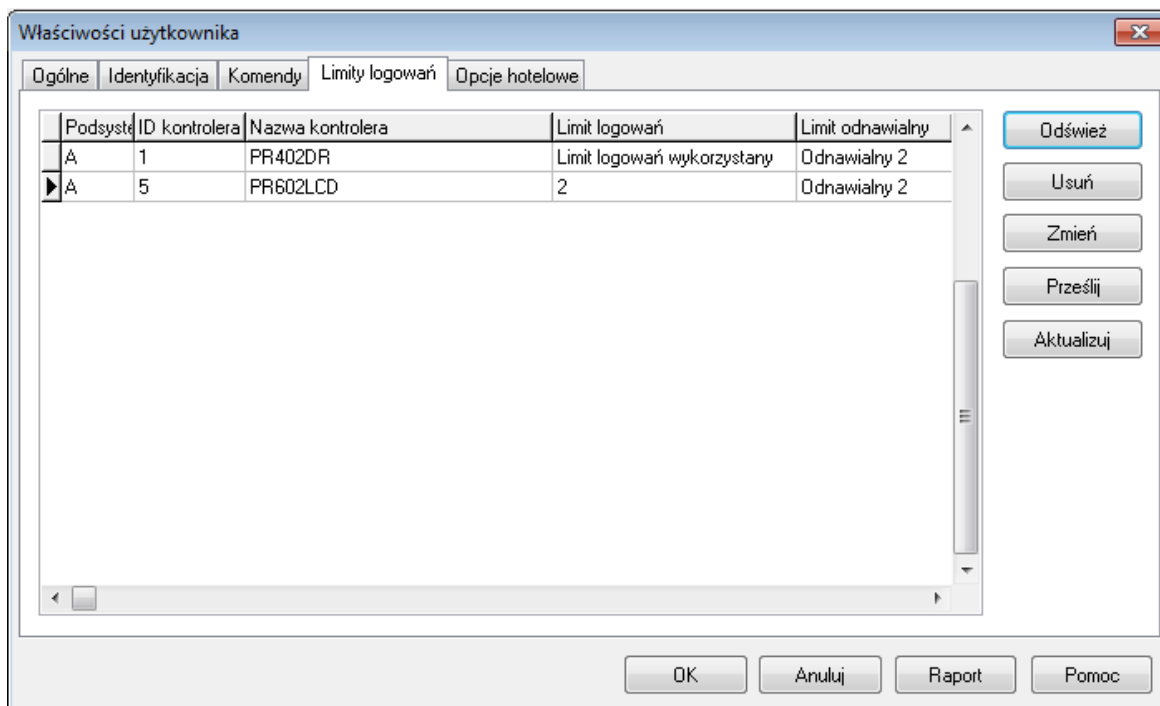 Właściwości użytkownika
Ogólne Identyfikacja Komendy Limity logowań Opcje hotelowe
Podsyste ID kontrolera Nazwa kontrolera Limit logowań Limit odnawialny
A 1 PR402DR Limit logowań wykorzystany Odnawialny 2
A 5 PR602LCD 2 Odnawialny 2
Odśwież
Usuń
Zmień
Prześlij
Aktualizuj
OK Anuluj Raport Pomoc